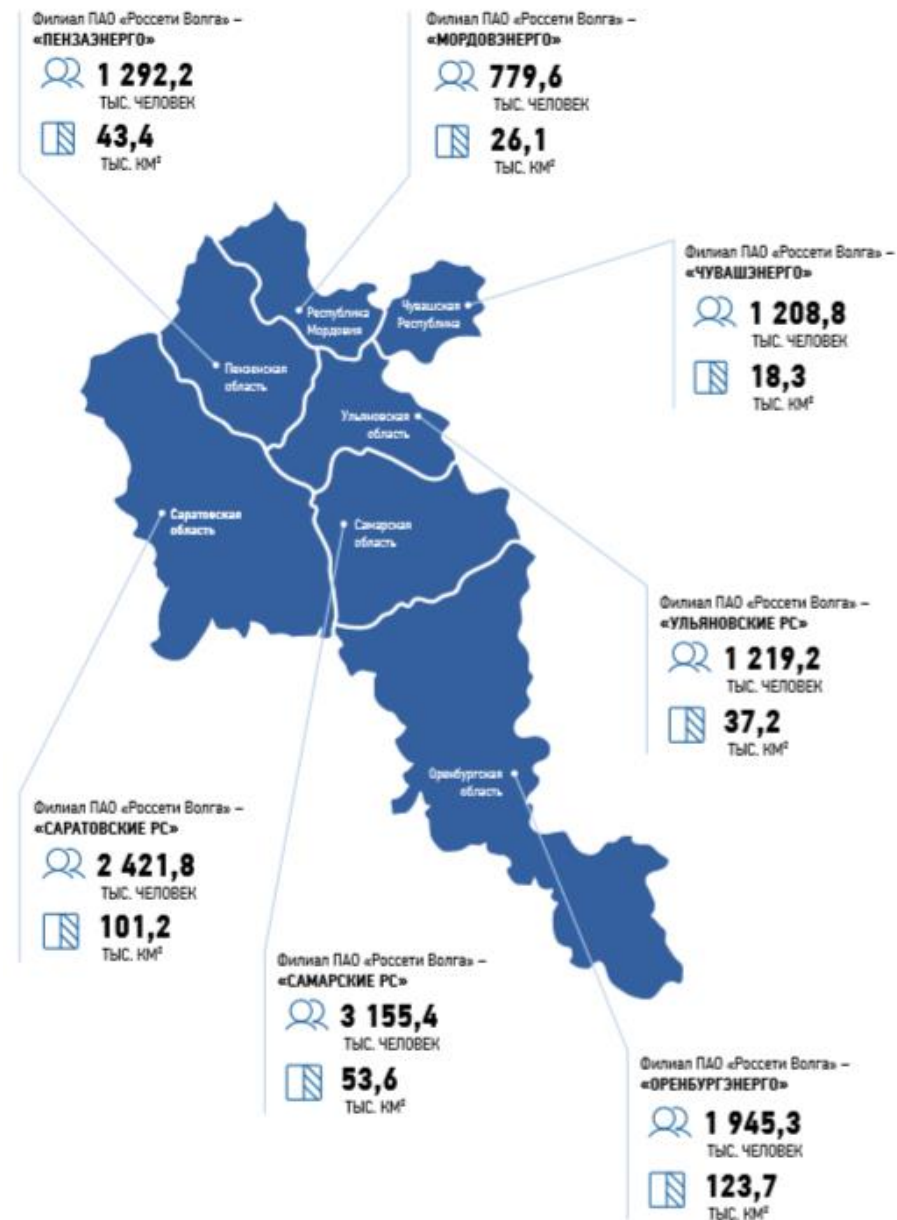 Филиал ПАО «Россети Волга» –
«ПЕНЗАЭНЕРГО»
1 292,2
ТЫС. ЧЕЛОВЕК
43,4
ТЫС. КМ²
Филиал ПАО «Россети Волга» –
«МОРДОВЭНЕРГО»
779,6
ТЫС. ЧЕЛОВЕК
26,1
ТЫС. КМ²
Филиал ПАО «Россети Волга» –
«ЧУВАШЭНЕРГО»
1 208,8
ТЫС. ЧЕЛОВЕК
18,3
ТЫС. КМ²
Республика
Мордовия
Чувашская
Республика
Пензенская
область
Ульяновская
область
Саратовская
область
Самарская
область
Филиал ПАО «Россети Волга» –
«УЛЬЯНОВСКИЕ РС»
1 219,2
ТЫС. ЧЕЛОВЕК
37,2
ТЫС. КМ²
Оренбургская
область
Филиал ПАО «Россети Волга» –
«САРАТОВСКИЕ РС»
2 421,8
ТЫС. ЧЕЛОВЕК
101,2
ТЫС. КМ²
Филиал ПАО «Россети Волга» –
«САМАРСКИЕ РС»
3 155,4
ТЫС. ЧЕЛОВЕК
53,6
ТЫС. КМ²
Филиал ПАО «Россети Волга» –
«ОРЕНБУРГЭНЕРГО»
1 945,3
ТЫС. ЧЕЛОВЕК
123,7
ТЫС. КМ²